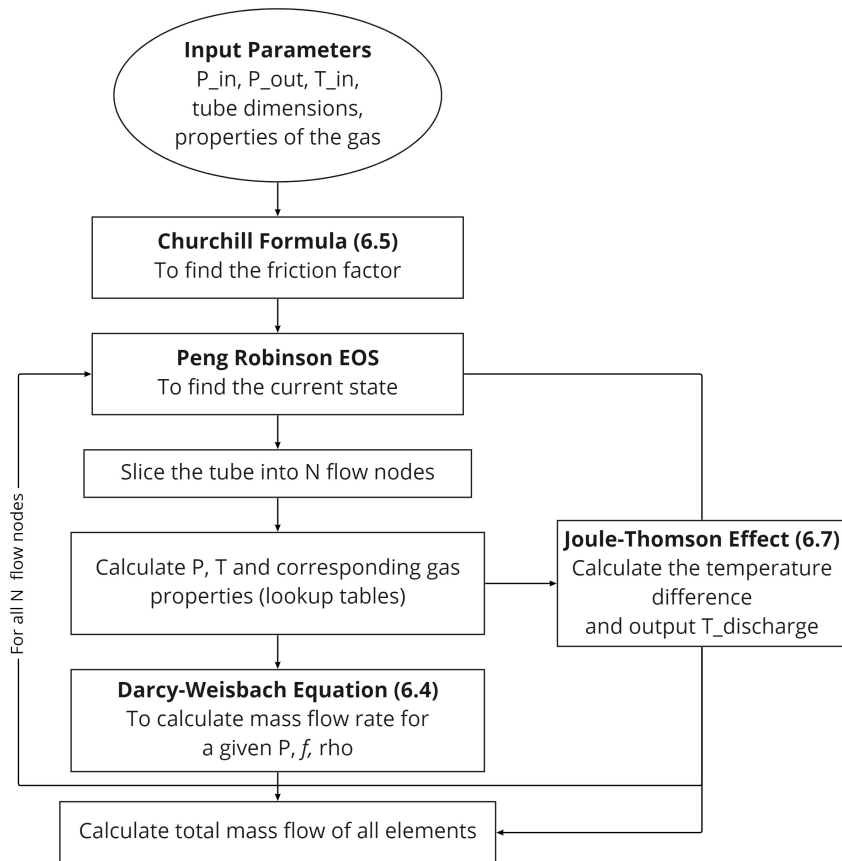 Input Parameters
P_in, P_out, T_in,
tube dimensions,
properties of the gas
Churchill Formula (6.5)
To find the friction factor
Peng Robinson EOS
To find the current state
Slice the tube into N flow nodes
Calculate P, T and corresponding gas
properties (lookup tables)
Joule-Thomson Effect (6.7)
Calculate the temperature
difference
and output T_discharge
For all N flow nodes
Darcy-Weisbach Equation (6.4)
To calculate mass flow rate for
a given P, f, rho
Calculate total mass flow of all elements